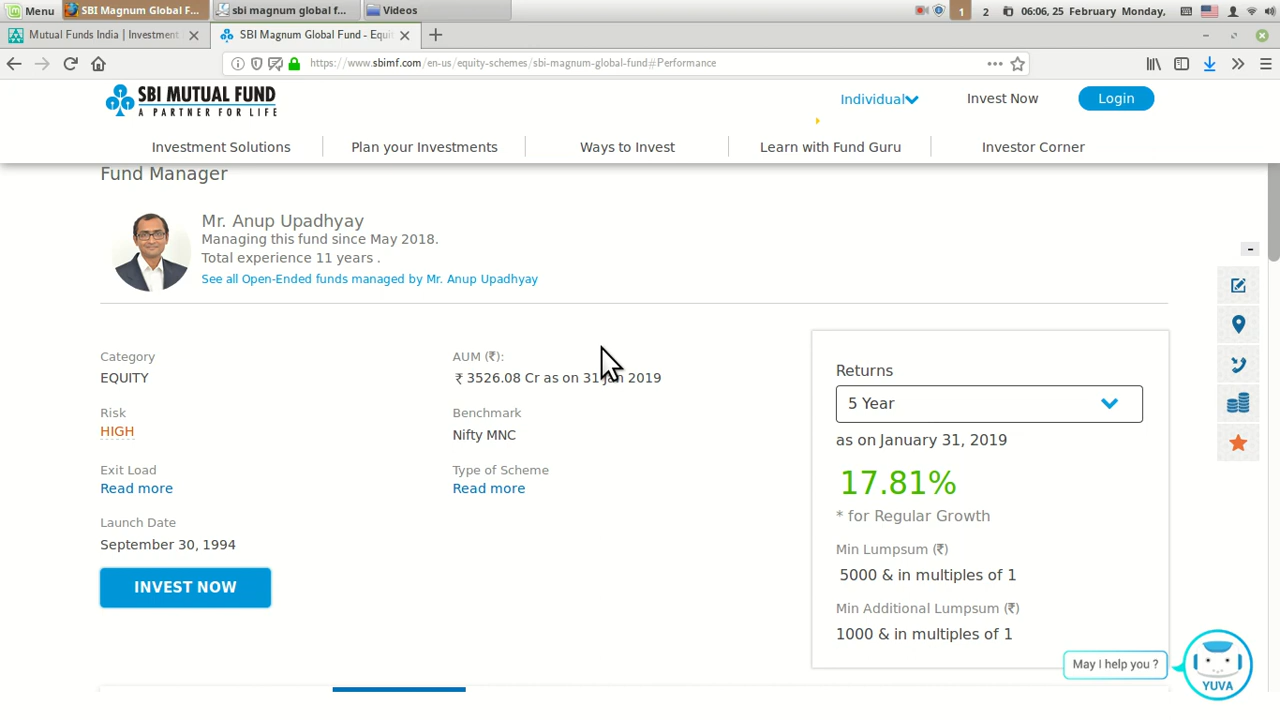 Menu SBI Magnum Global F... sbi magnum global f... Videos 1 2 06:06, 25 February Monday,
Mutual Funds India | Investment SBI Magnum Global Fund - Equi
https://www.sbimf.com/en-us/equity-schemes/sbi-magnum-global-fund#Performance
SBI MUTUAL FUND
A PARTNER FOR LIFE
Individual Invest Now Login
Investment Solutions Plan your Investments Ways to Invest Learn with Fund Guru Investor Corner
Fund Manager
Mr. Anup Upadhyay
Managing this fund since May 2018.
Total experience 11 years .
See all Open-Ended funds managed by Mr. Anup Upadhyay
Category
EQUITY
AUM (₹):
₹ 3526.08 Cr as on 31 Jan 2019
Risk
HIGH
Benchmark
Nifty MNC
Exit Load
Read more
Type of Scheme
Read more
Launch Date
September 30, 1994
INVEST NOW
Returns
5 Year
as on January 31, 2019
17.81%
* for Regular Growth
Min Lumpsum (₹)
5000 & in multiples of 1
Min Additional Lumpsum (₹)
1000 & in multiples of 1
May I help you ?
YUVA